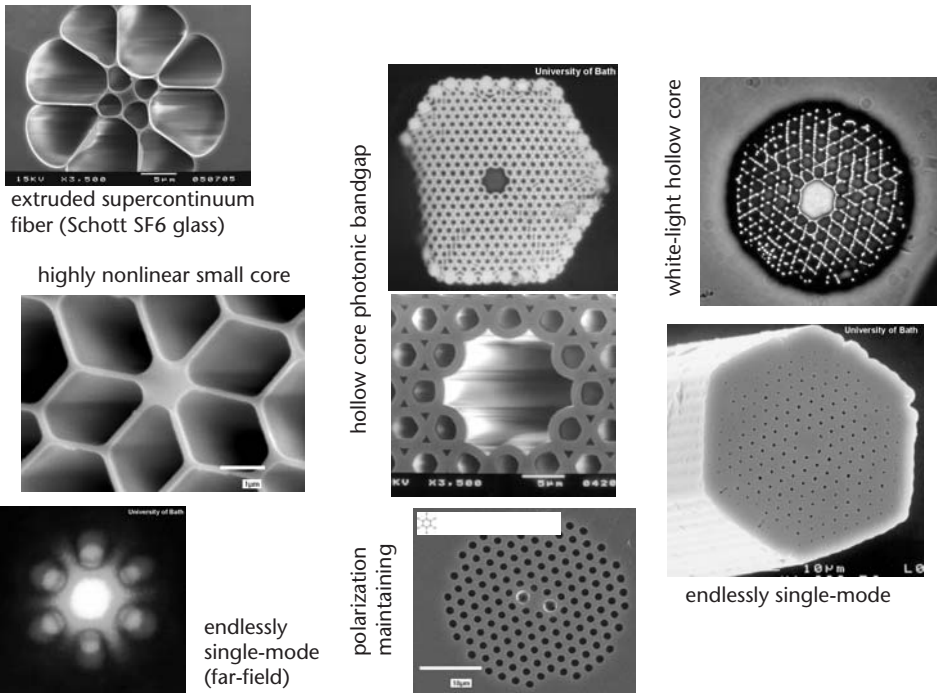 15KV X3,500 5µm 050705
extruded supercontinuum
fiber (Schott SF6 glass)
highly nonlinear small core
1µm
University of Bath
endlessly
single-mode
(far-field)
University of Bath
hollow core photonic bandgap
KV X3,500 5µm 0420
polarization
maintaining
10µm
white-light hollow core
University of Bath
10µm L0
endlessly single-mode